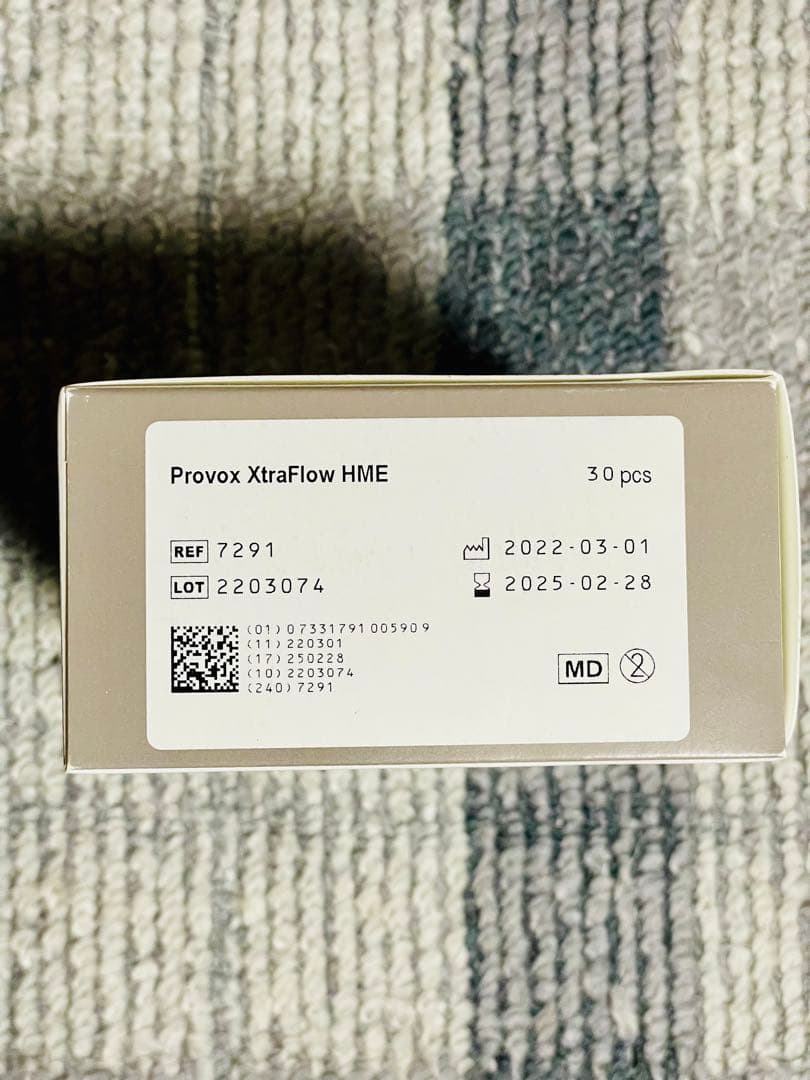 Provox XtraFlow HME 30 pcs
REF 7291 2022-03-01
LOT 2203074 2025-02-28
(01)07331791005909
(11)220301
(17)250228
(10)2203074
(240)7291
MD 2